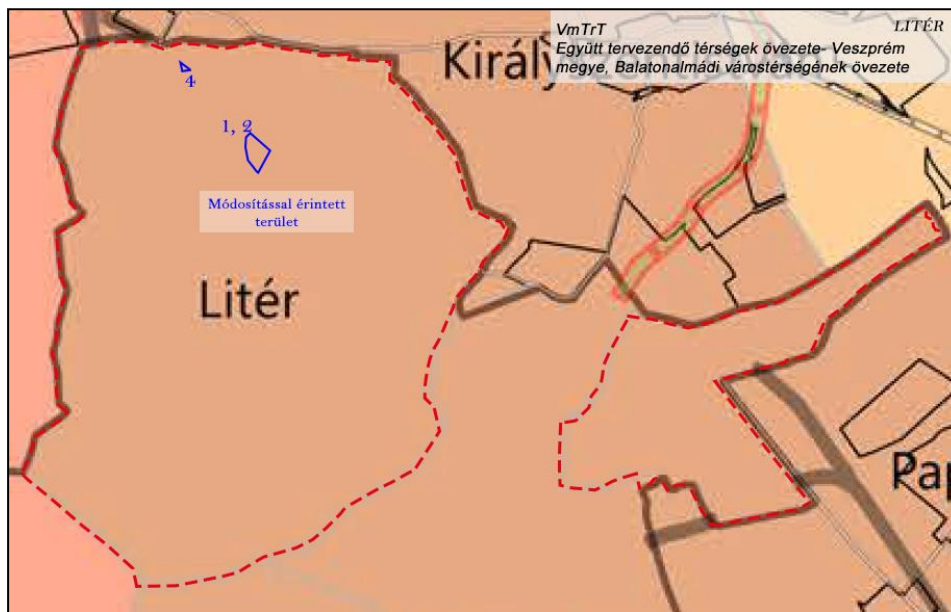 VmTrT
LITÉR
Együtt tervezendő térségek övezete- Veszprém
megye, Balatonalmádi várostérségének övezete
4
1, 2
Módosítással érintett
terület
Litér
Pap